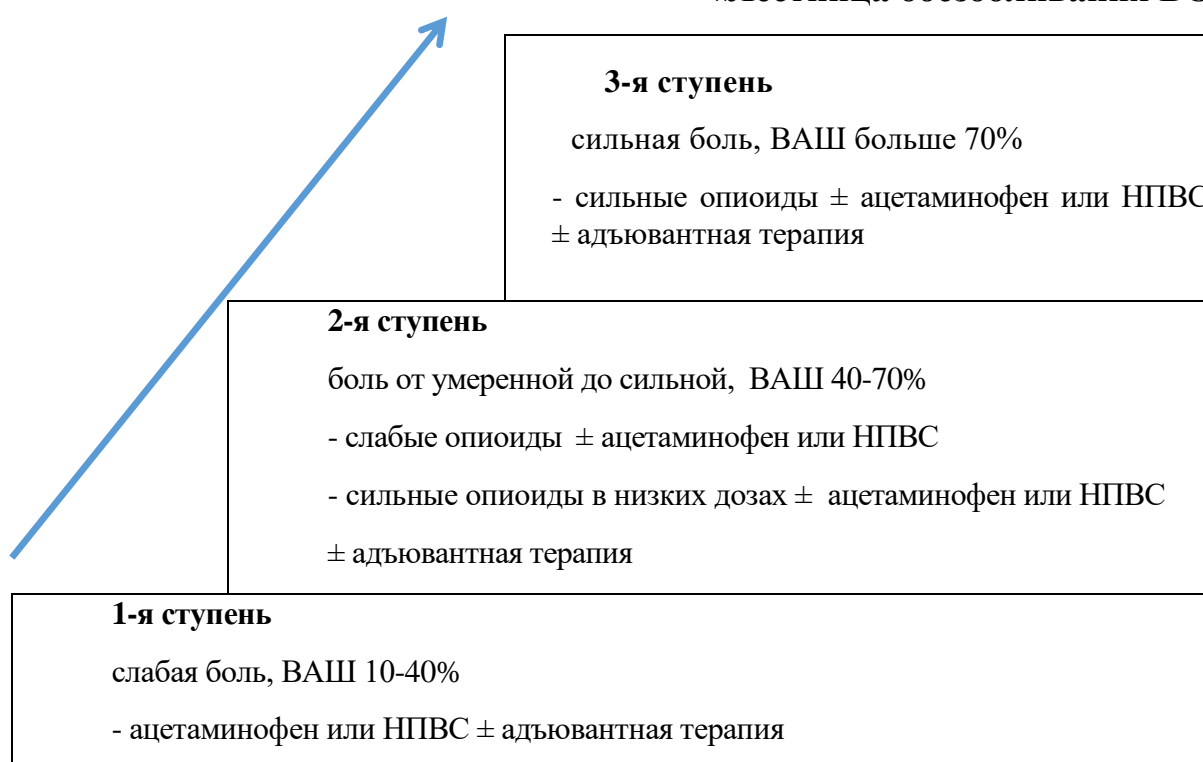 3-я ступень
сильная боль, ВАШ больше 70%
- сильные опиоиды ± ацетаминофен или НПВС
± адъювантная терапия
2-я ступень
боль от умеренной до сильной, ВАШ 40-70%
- слабые опиоиды ± ацетаминофен или НПВС
- сильные опиоиды в низких дозах ± ацетаминофен или НПВС
± адъювантная терапия
1-я ступень
слабая боль, ВАШ 10-40%
- ацетаминофен или НПВС ± адъювантная терапия